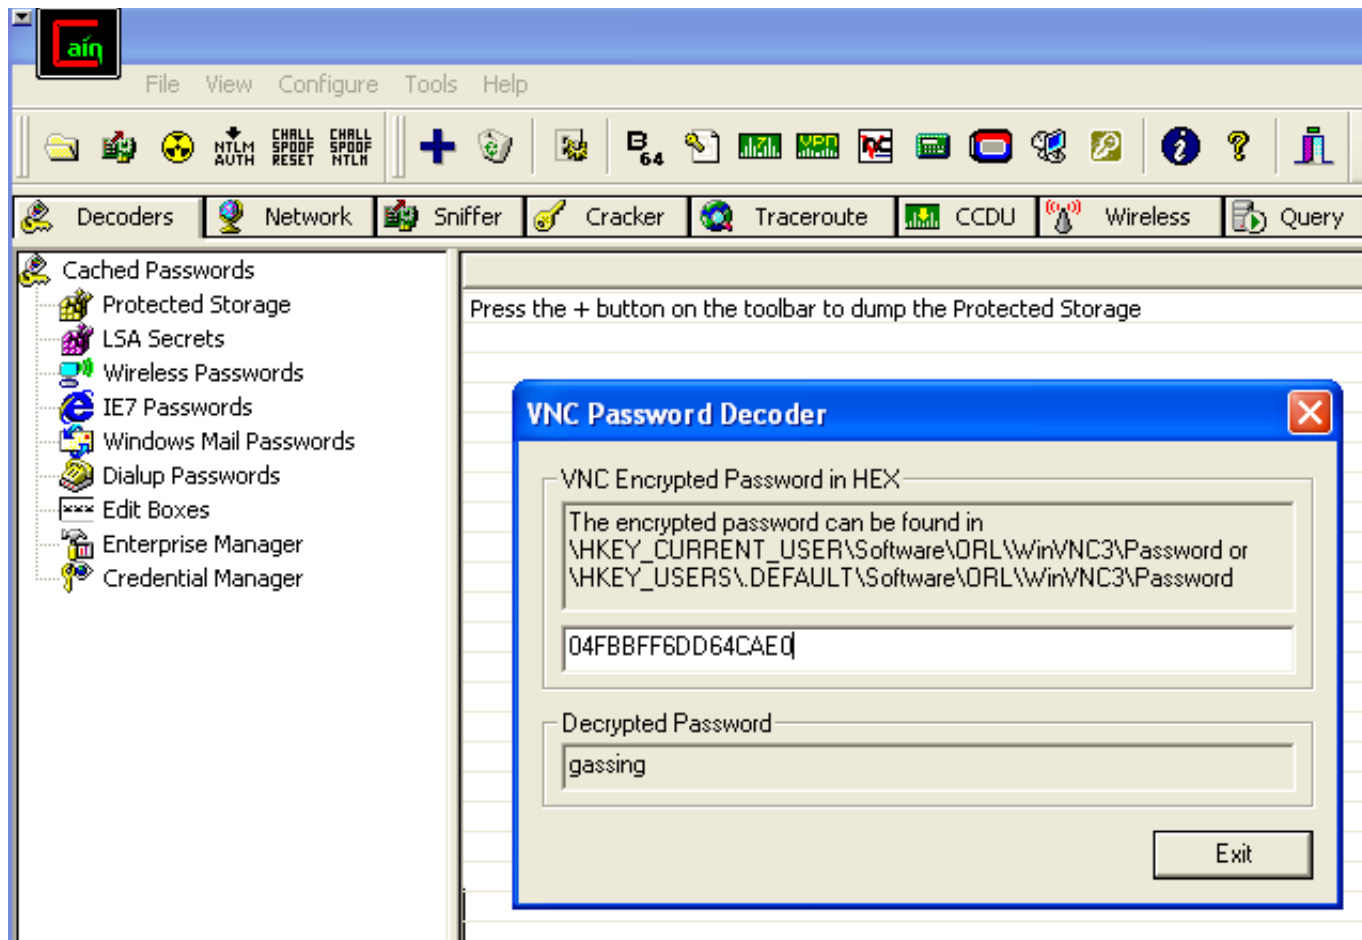 Cain
File View Configure Tools Help
NTLM AUTH CHALL SPOOF RESET CHALL SPOOF NTLM B 64
Decoders Network Sniffer Cracker Traceroute CCDU Wireless Query
Cached Passwords
Protected Storage
LSA Secrets
Wireless Passwords
IE7 Passwords
Windows Mail Passwords
Dialup Passwords
Edit Boxes
Enterprise Manager
Credential Manager
Press the + button on the toolbar to dump the Protected Storage
VNC Password Decoder
VNC Encrypted Password in HEX
The encrypted password can be found in
\HKEY_CURRENT_USER\Software\ORL\WinVNC3\Password or
\HKEY_USERS\.DEFAULT\Software\ORL\WinVNC3\Password
04FBBFF6DD64CAE0
Decrypted Password
gassing
Exit